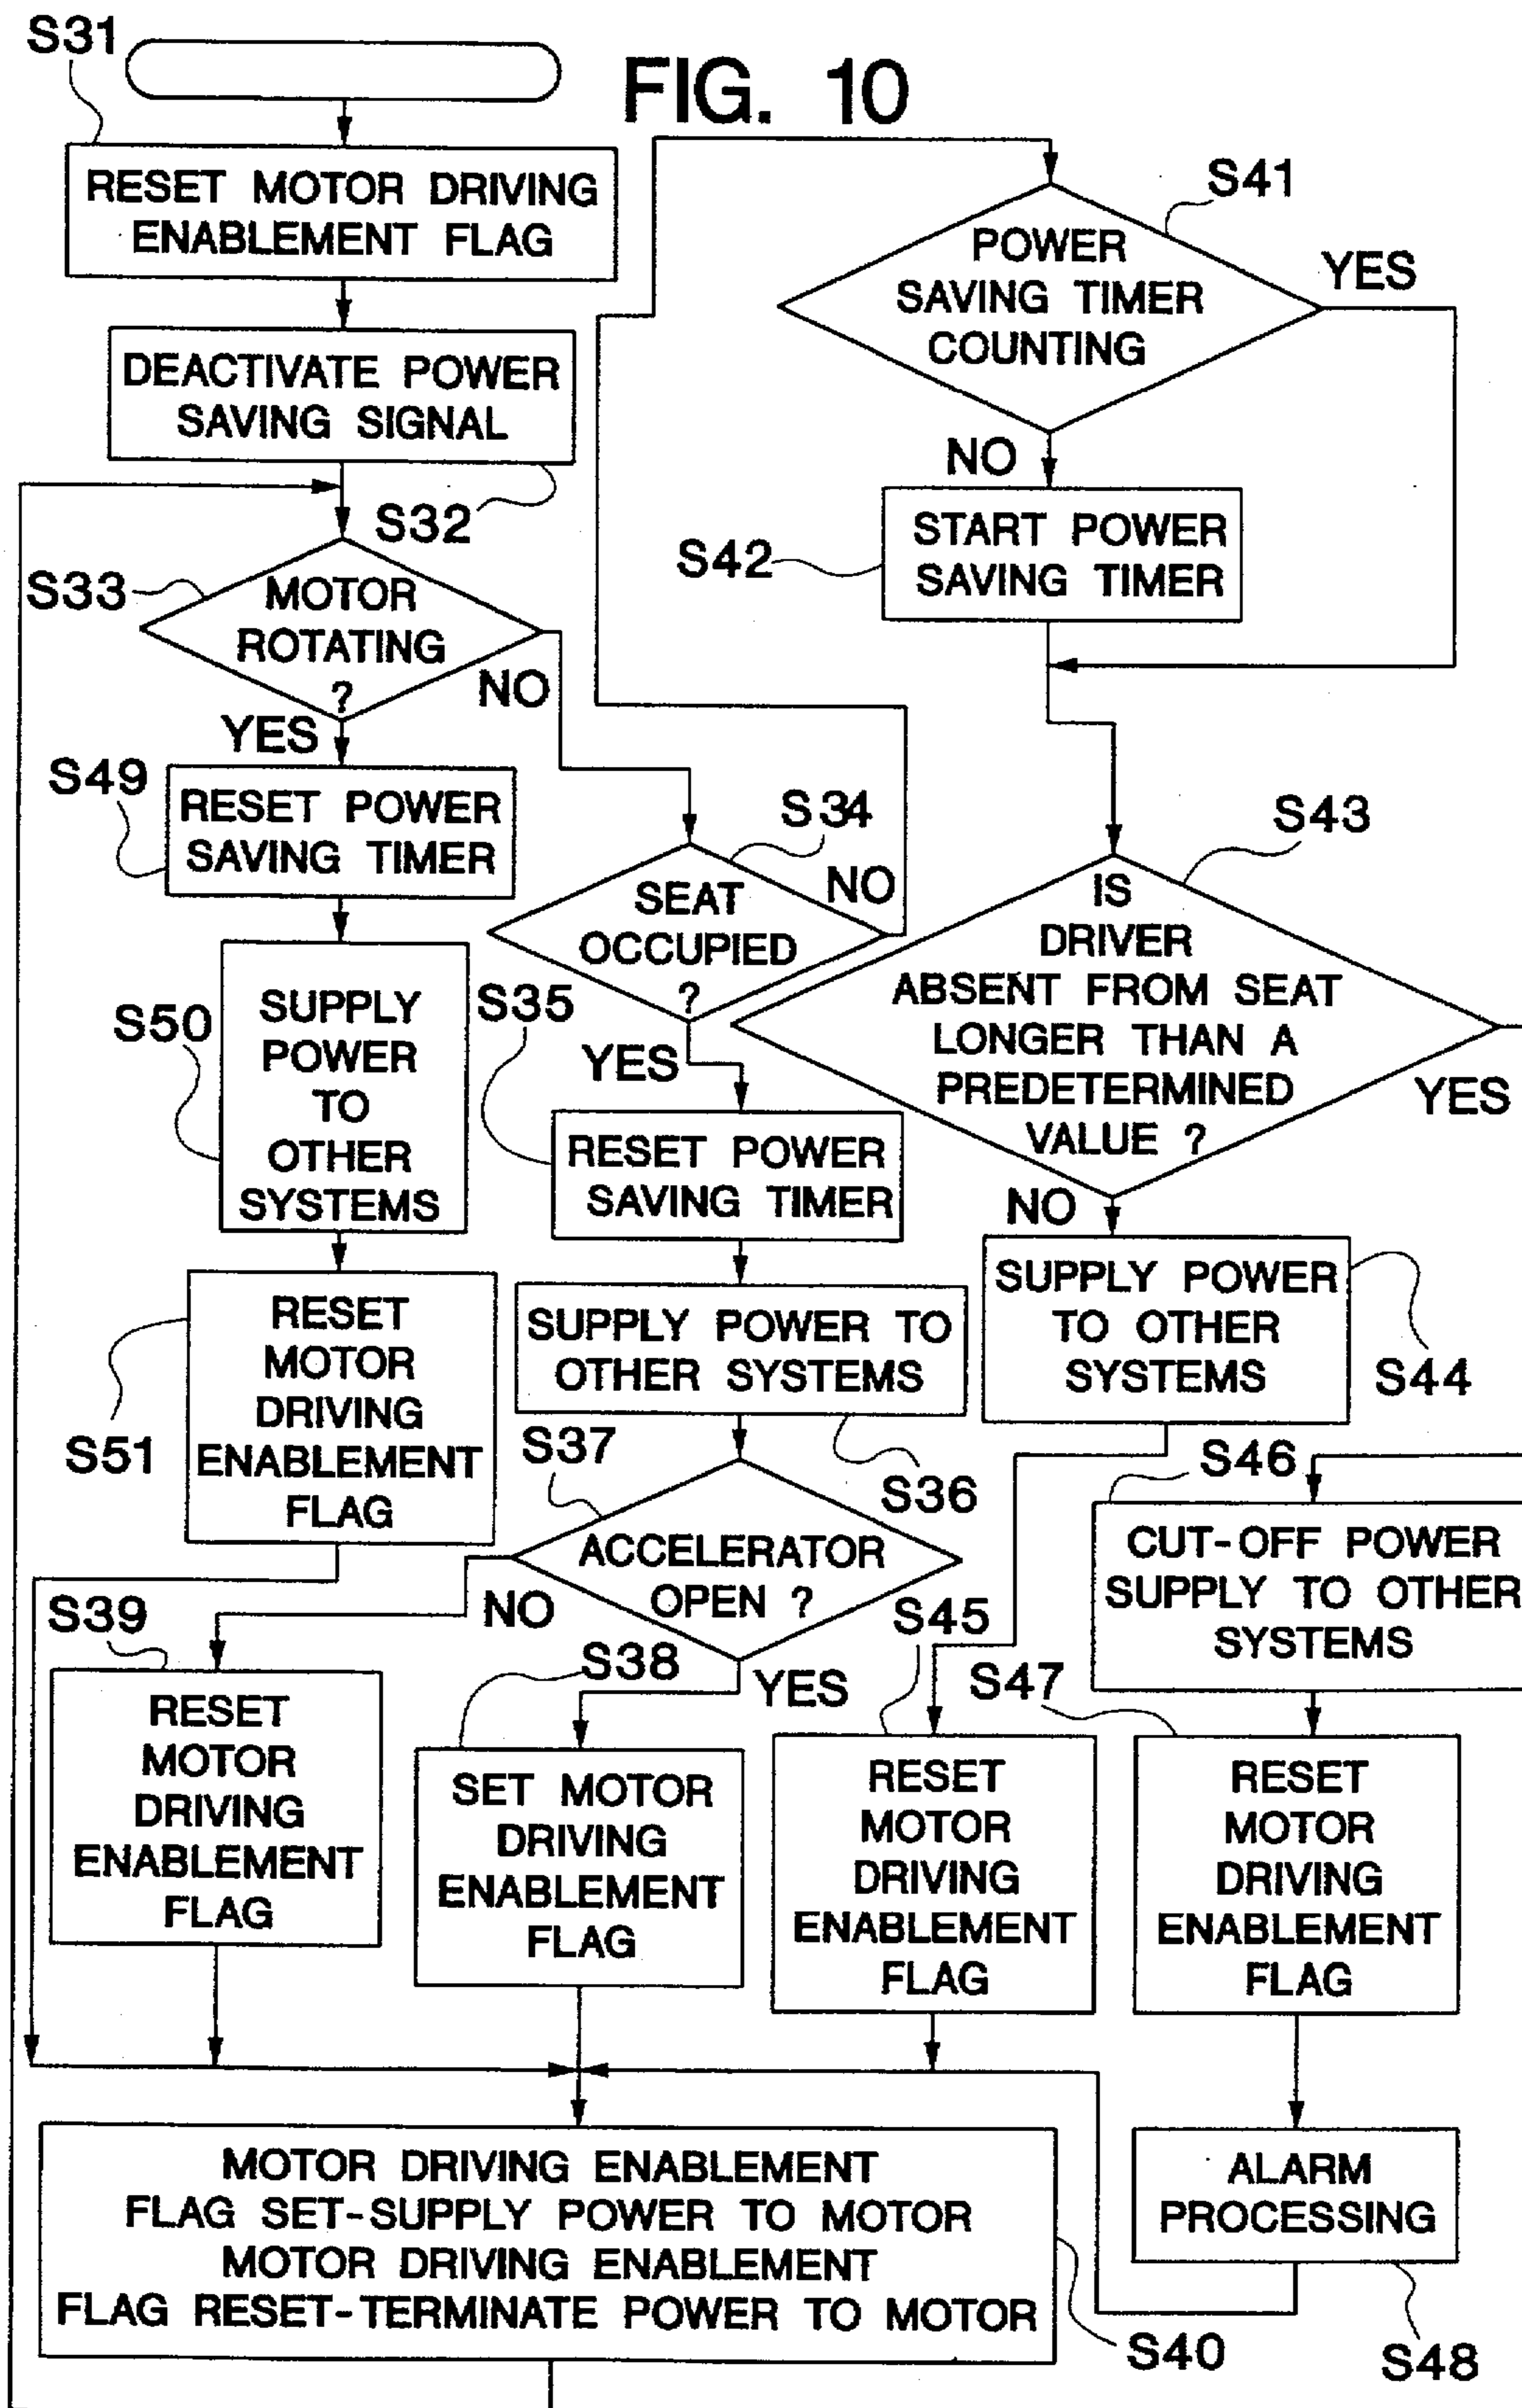 FIG. 10
S31
RESET MOTOR DRIVING
ENABLEMENT FLAG
DEACTIVATE POWER
SAVING SIGNAL
S32
S33
MOTOR
ROTATING
?
NO
YES
S49
RESET POWER
SAVING TIMER
S50
SUPPLY
POWER
TO
OTHER
SYSTEMS
S51
RESET
MOTOR
DRIVING
ENABLEMENT
FLAG
S34
SEAT
OCCUPIED
?
NO
YES
S35
RESET POWER
SAVING TIMER
SUPPLY POWER TO
OTHER SYSTEMS
S36
S37
ACCELERATOR
OPEN ?
NO
YES
S39
RESET
MOTOR
DRIVING
ENABLEMENT
FLAG
S38
SET MOTOR
DRIVING
ENABLEMENT
FLAG
S41
POWER
SAVING TIMER
COUNTING
YES
NO
S42
START POWER
SAVING TIMER
S43
IS
DRIVER
ABSENT FROM SEAT
LONGER THAN A
PREDETERMINED
VALUE ?
YES
NO
SUPPLY POWER
TO OTHER
SYSTEMS
S44
S45
RESET
MOTOR
DRIVING
ENABLEMENT
FLAG
S46
CUT-OFF POWER
SUPPLY TO OTHER
SYSTEMS
S47
RESET
MOTOR
DRIVING
ENABLEMENT
FLAG
ALARM
PROCESSING
S48
MOTOR DRIVING ENABLEMENT
FLAG SET-SUPPLY POWER TO MOTOR
MOTOR DRIVING ENABLEMENT
FLAG RESET-TERMINATE POWER TO MOTOR
S40